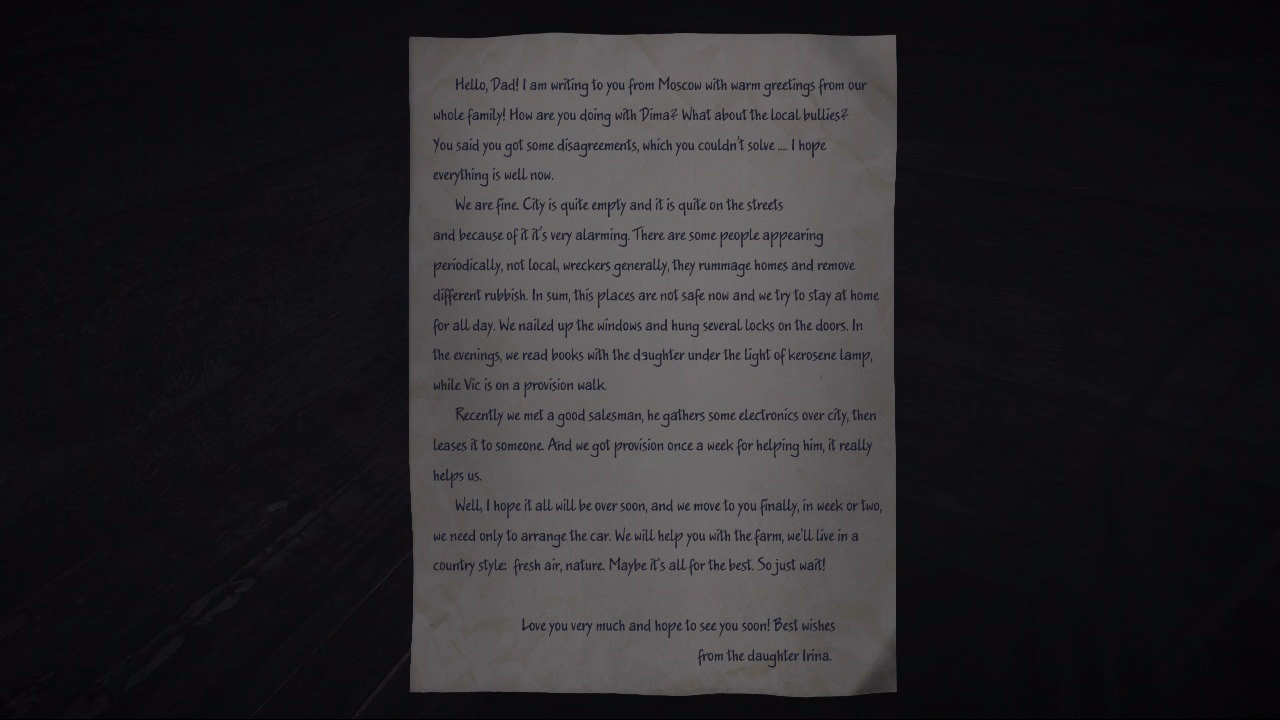 Hello, Dad! I am writing to you from Moscow with warm greetings from our
whole family! How are you doing with Dima? What about the local bullies?
You said you got some disagreements, which you couldn't solve .... I hope
everything is well now.
We are fine. City is quite empty and it is quite on the streets
and because of it it's very alarming. There are some people appearing
periodically, not local, wreckers generally, they rummage homes and remove
different rubbish. In sum, this places are not safe now and we try to stay at home
for all day. We nailed up the windows and hung several locks on the doors. In
the evenings, we read books with the dзughter under the light of kerosene lamp,
while Vic is on a provision walk.
Recently we met a good salesman, he gathers some electronics over city, then
leases it to someone. And we got provision once a week for helping him, it really
helps us.
Well, I hope it all will be over soon, and we move to you finally, in week or two,
we need only to arrange the car. We will help you with the farm, we'll live in a
country style:  fresh air, nature. Maybe it's all for the best. So just wait!
Love you very much and hope to see you soon! Best wishes
from the daughter Irina.